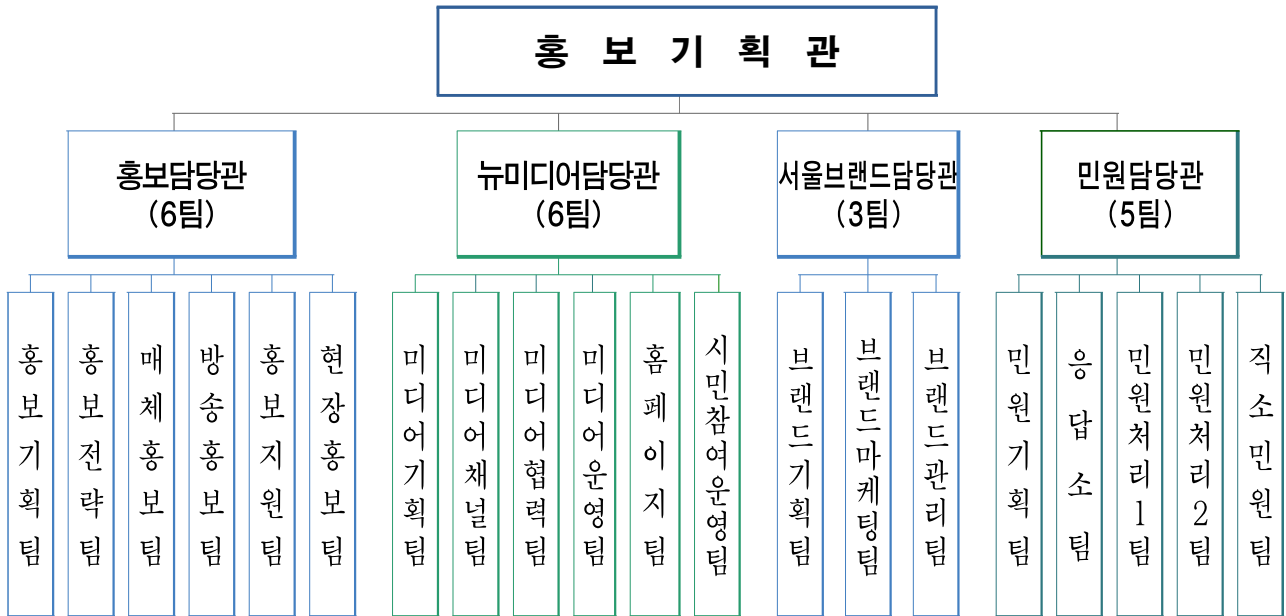 홍 보 기 획 관
홍보담당관
(6팀)
뉴미디어담당관
(6팀)
서울브랜드담당관
(3팀)
민원담당관
(5팀)
홍보기획팀
홍보전략팀
매체홍보팀
방송홍보팀
홍보지원팀
현장홍보팀
미디어기획팀
미디어채널팀
미디어협력팀
미디어운영팀
홈페이지팀
시민참여운영팀
브랜드기획팀
브랜드마케팅팀
브랜드관리팀
민원기획팀
응답소팀
민원처리1팀
민원처리2팀
직소민원팀